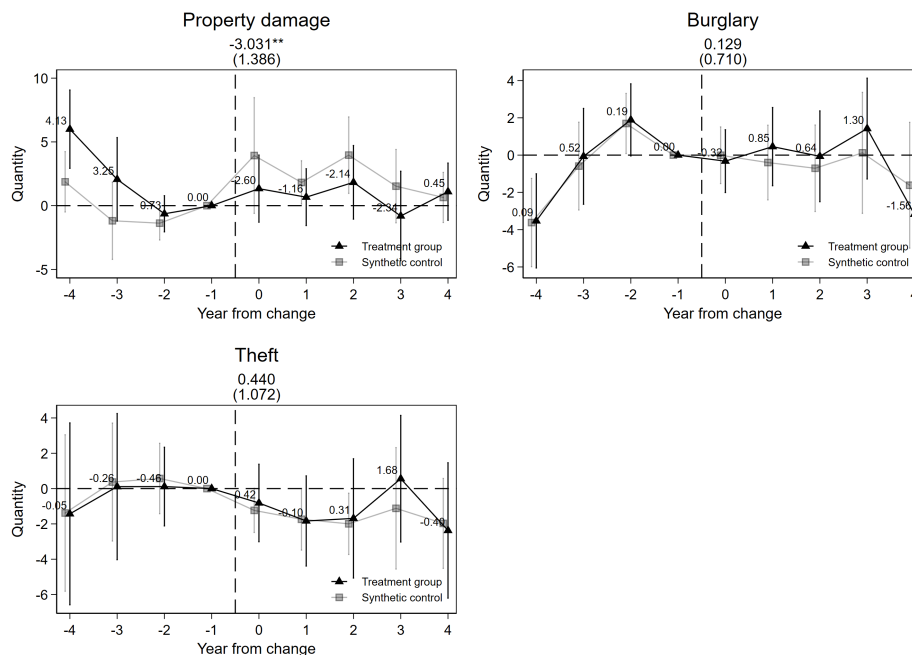 Property damage
-3.031**
(1.386)
10
5
0
-5
Quantity
4.13
3.25
0.73
0.00
-2.60
-1.16
-2.14
-2.34
0.45
Treatment group
Synthetic control
-4 -3 -2 -1 0 1 2 3 4
Year from change
Burglary
0.129
(0.710)
4
2
0
-2
-4
-6
Quantity
0.09
0.52
0.19
0.00
-0.32
0.85
0.64
1.30
-1.56
Treatment group
Synthetic control
-4 -3 -2 -1 0 1 2 3 4
Year from change
Theft
0.440
(1.072)
4
2
0
-2
-4
-6
Quantity
-0.05
-0.26
-0.46
0.00
0.42
-0.10
0.31
1.68
-0.40
Treatment group
Synthetic control
-4 -3 -2 -1 0 1 2 3 4
Year from change